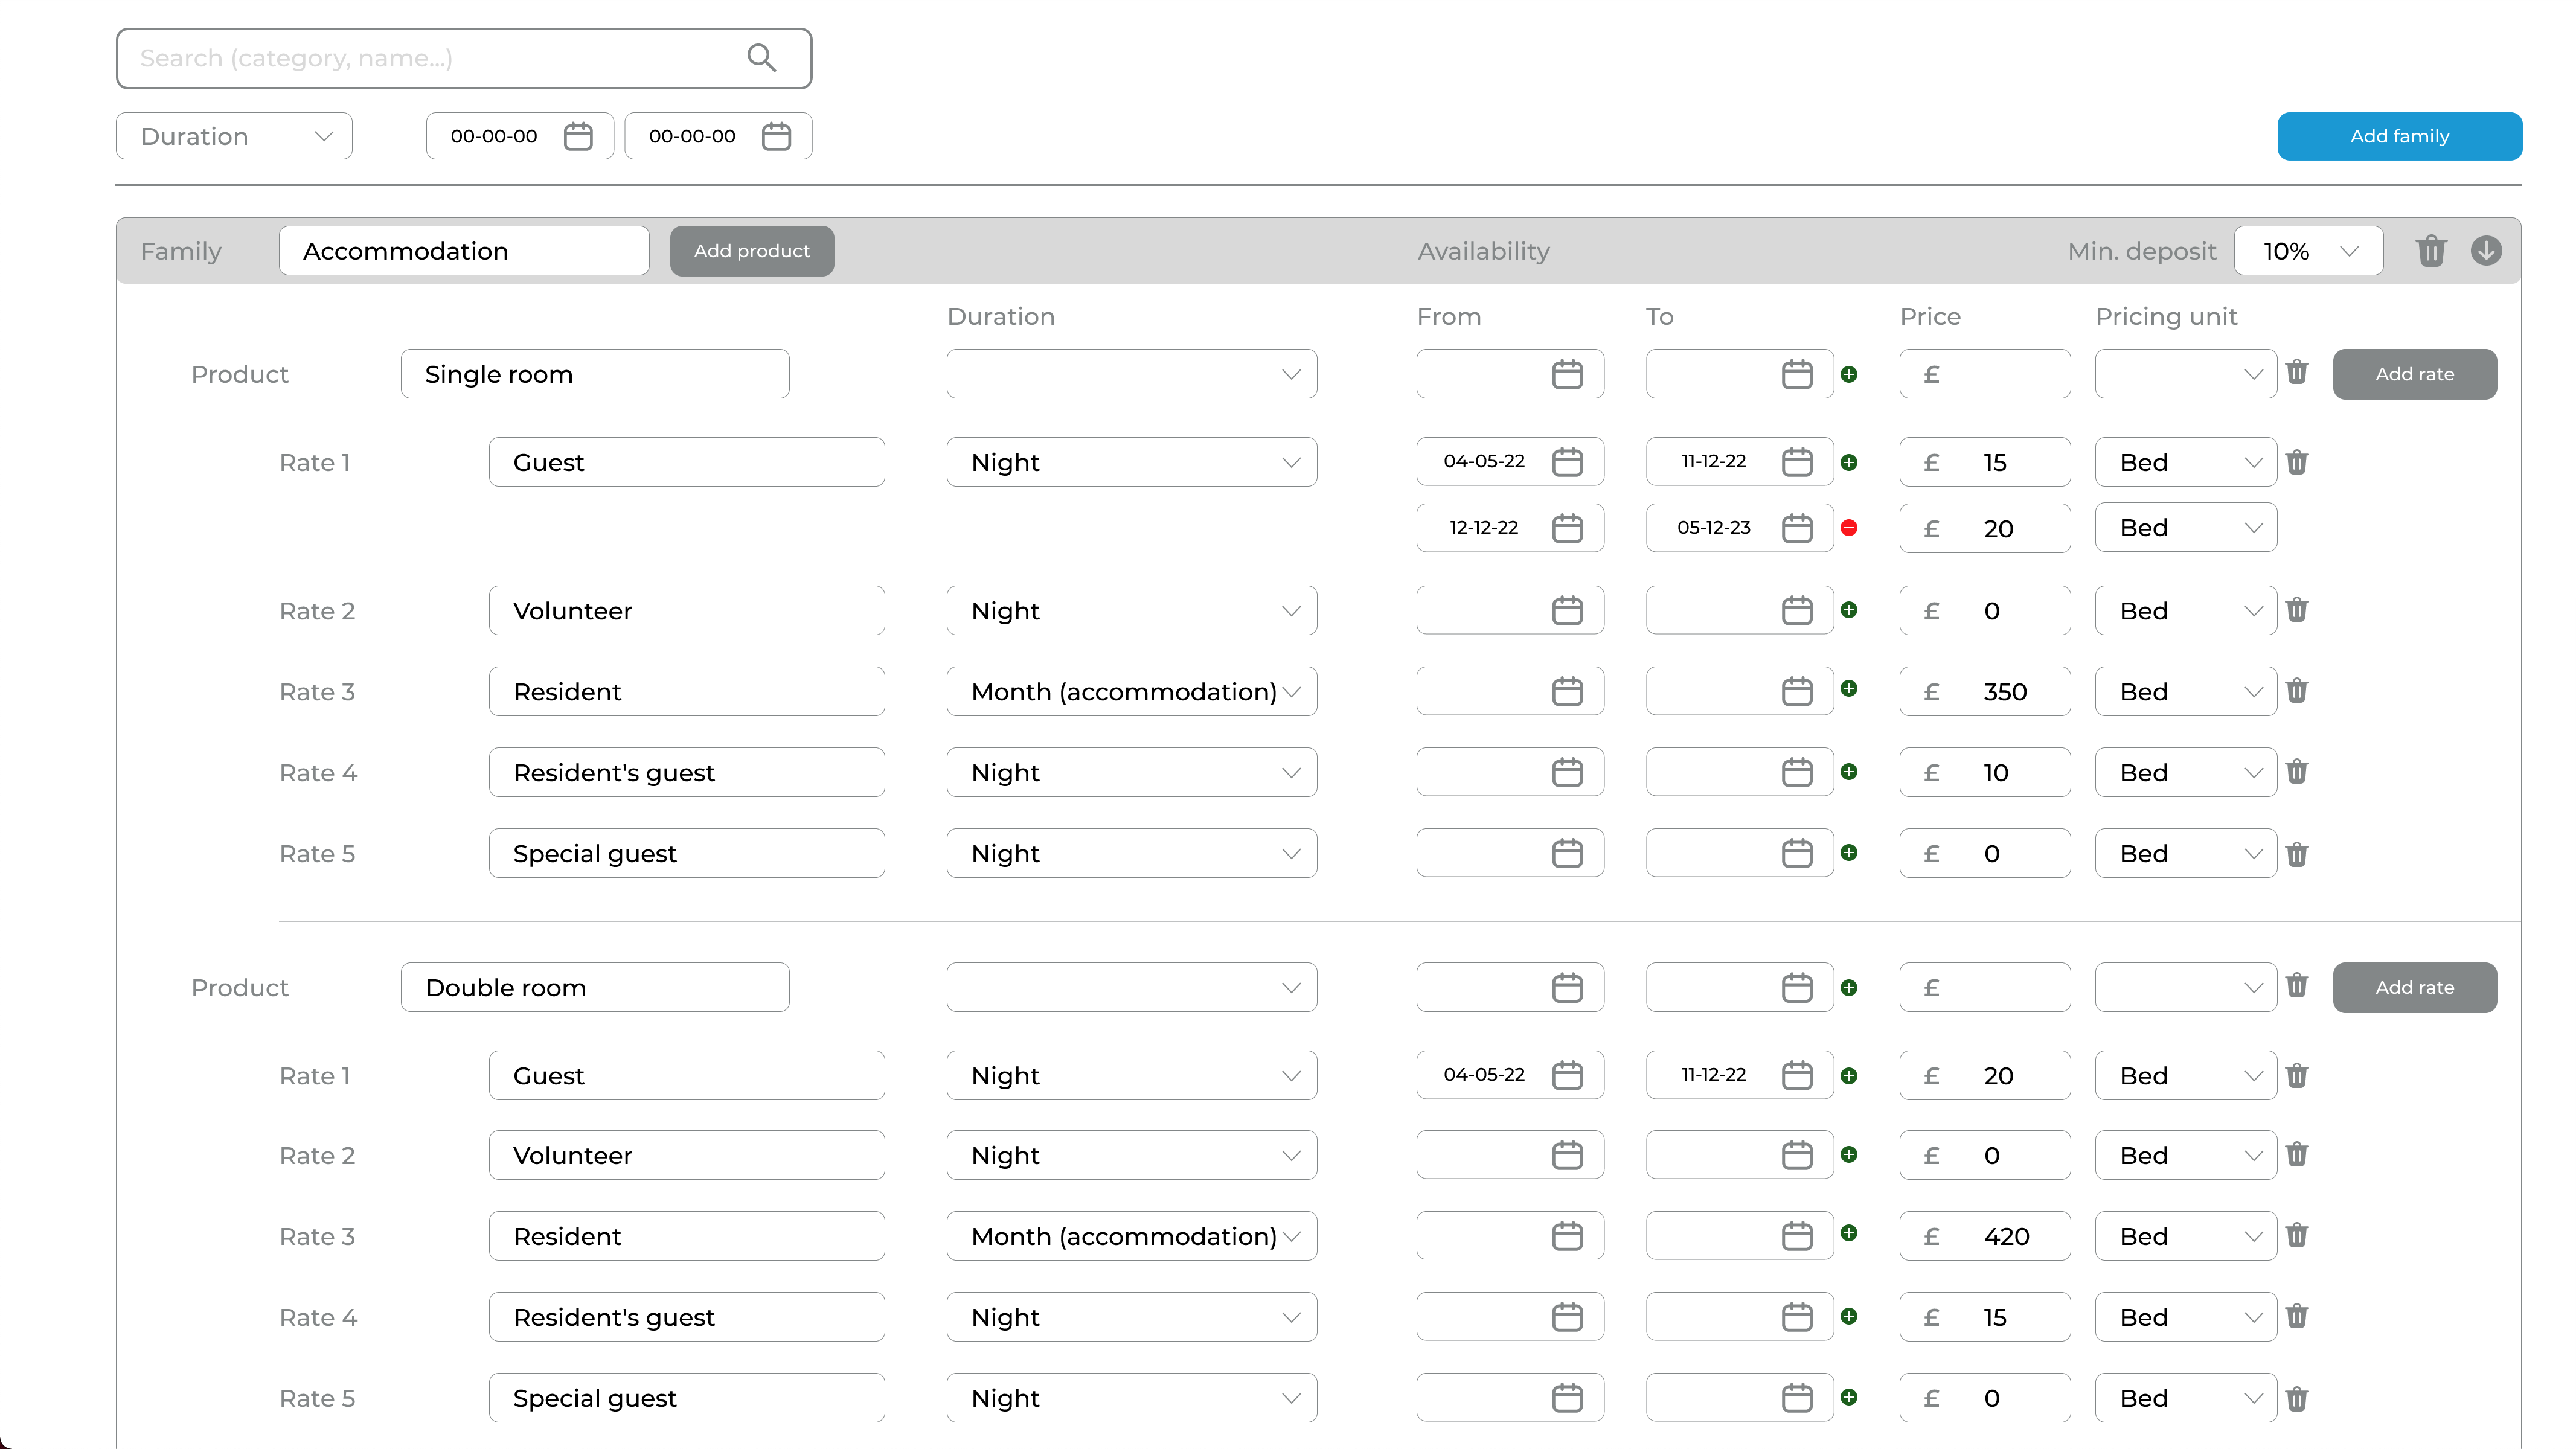 Search (category, name...)
Duration 00-00-00 00-00-00 Add family
Family Accommodation Add product Availability Min. deposit 10%
Duration From To Price Pricing unit
Product Single room £ Add rate
Rate 1 Guest Night 04-05-22 11-12-22 £ 15 Bed
12-12-22 05-12-23 £ 20 Bed
Rate 2 Volunteer Night £ 0 Bed
Rate 3 Resident Month (accommodation) £ 350 Bed
Rate 4 Resident's guest Night £ 10 Bed
Rate 5 Special guest Night £ 0 Bed
Product Double room £ Add rate
Rate 1 Guest Night 04-05-22 11-12-22 £ 20 Bed
Rate 2 Volunteer Night £ 0 Bed
Rate 3 Resident Month (accommodation) £ 420 Bed
Rate 4 Resident's guest Night £ 15 Bed
Rate 5 Special guest Night £ 0 Bed